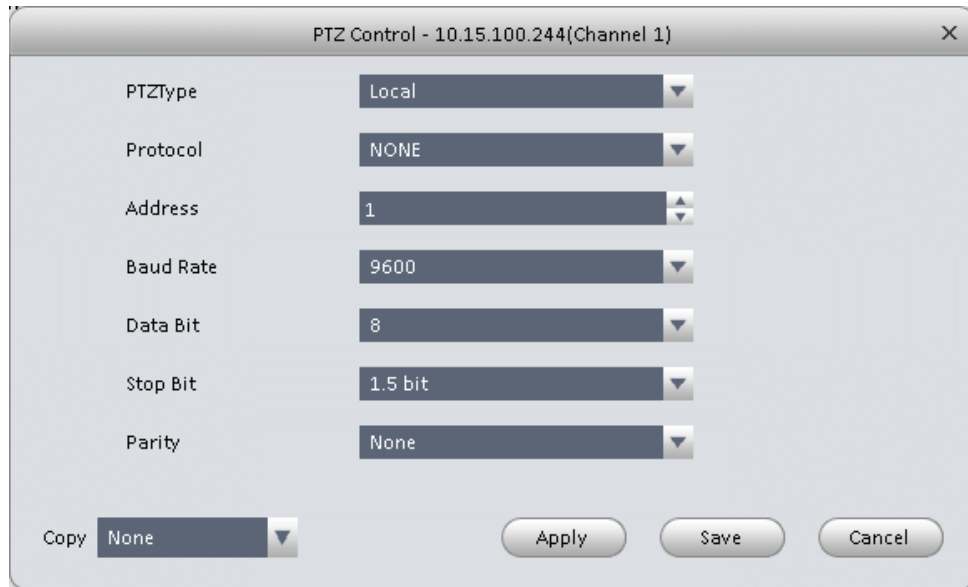 PTZ Control - 10.15.100.244(Channel 1)
PTZType Local
Protocol NONE
Address 1
Baud Rate 9600
Data Bit 8
Stop Bit 1.5 bit
Parity None
Copy None Apply Save Cancel